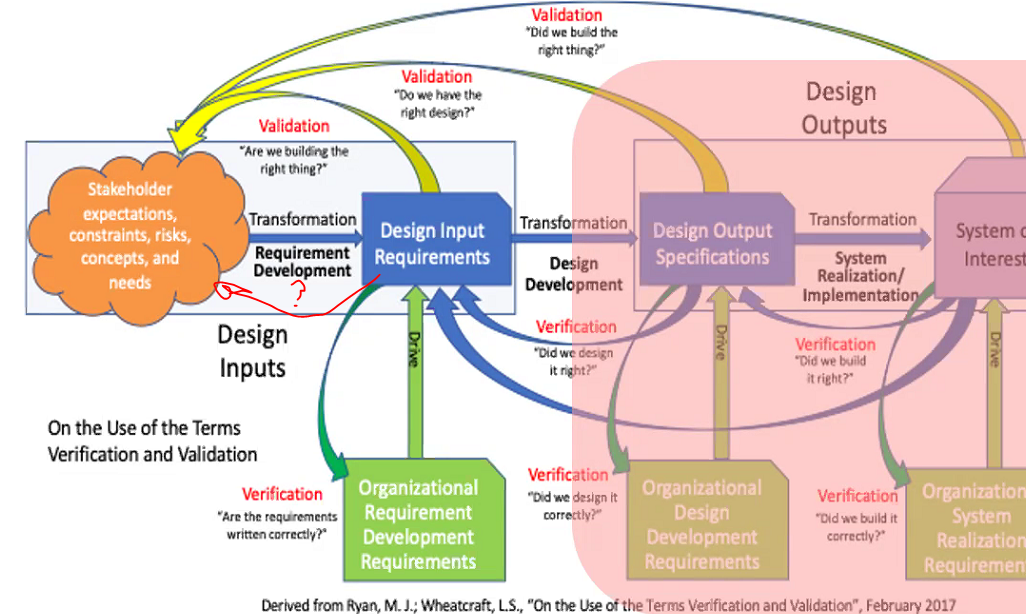 Validation
"Did we build the
right thing?"
Validation
"Do we have the
right design?"
Design
Outputs
Validation
"Are we building the
right thing?"
Stakeholder
expectations,
constraints, risks,
concepts, and
needs
Transformation
Requirement
Development
Design Input
Requirements
Transformation
Design
Development
Design Output
Specifications
Transformation
System
Realization/
Implementation
System
Interest
?
Design
Inputs
Drive
Verification
"Did we design
it right?"
Drive
Verification
"Did we build
it right?"
Drive
On the Use of the Terms
Verification and Validation
Verification
"Are the requirements
written correctly?"
Organizational
Requirement
Development
Requirements
Verification
"Did we design it
correctly?"
Organizational
Design
Development
Requirements
Verification
"Did we build it
correctly?"
Organization
System
Realization
Requiremen
Derived from Ryan, M. J.; Wheatcraft, L.S., "On the Use of the Terms Verification and Validation", February 2017